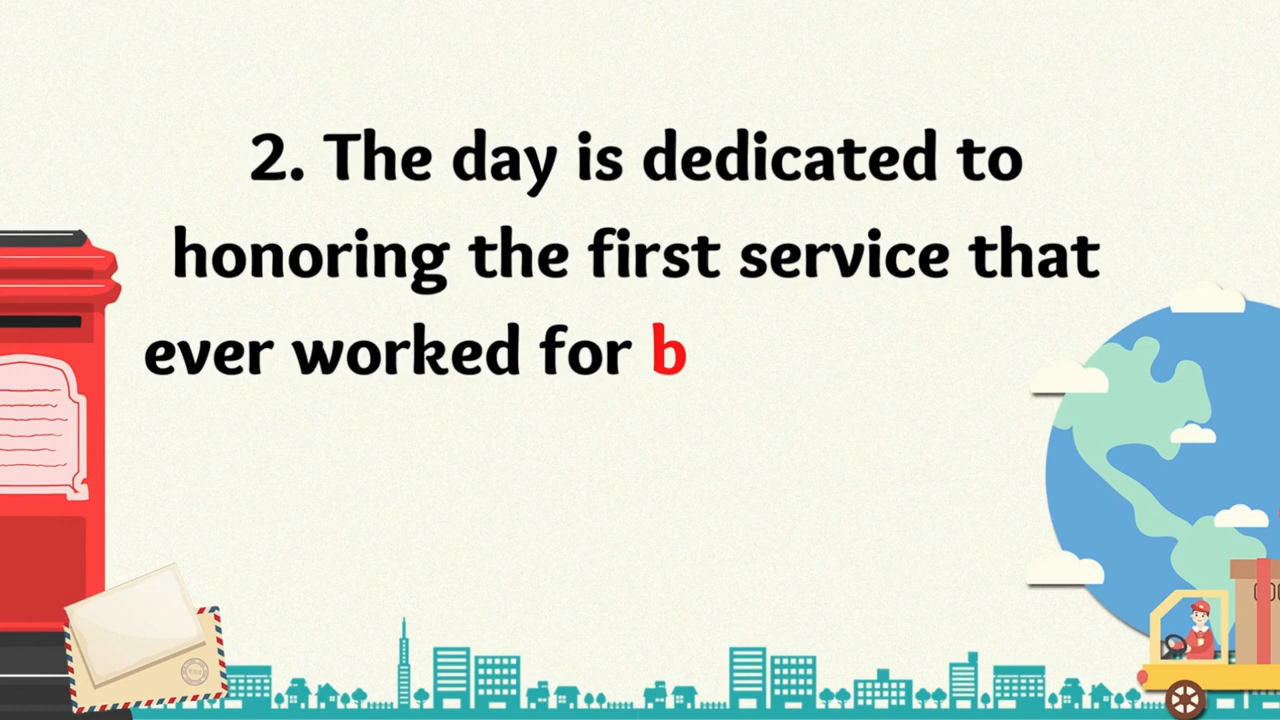 2. The day is dedicated to
honoring the first service that
ever worked for b